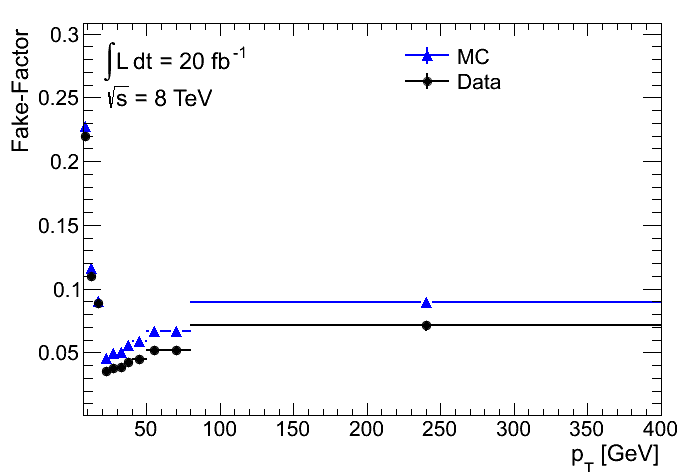 ∫L dt = 20 fb⁻¹
√s = 8 TeV
MC
Data
Fake-Factor
0.3
0.25
0.2
0.15
0.1
0.05
50 100 150 200 250 300 350 400
p_T [GeV]